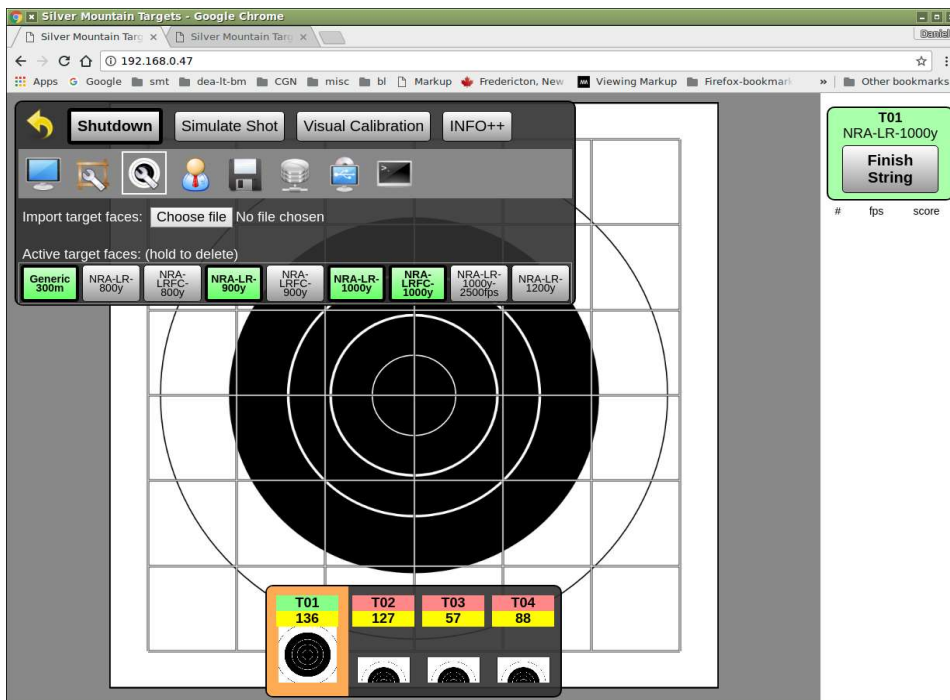 Silver Mountain Targets - Google Chrome
Silver Mountain Targ
Silver Mountain Targ
Daniel
192.168.0.47
Apps
Google
smt
dea-lt-bm
CGN
misc
bl
Markup
Fredericton, New
Viewing Markup
Firefox-bookmar
»
Other bookmarks
Shutdown
Simulate Shot
Visual Calibration
INFO++
Import target faces:
Choose file
No file chosen
Active target faces: (hold to delete)
Generic
300m
NRA-LR-
800y
NRA-
LRFC-
800y
NRA-LR-
900y
NRA-
LRFC-
900y
NRA-LR-
1000y
NRA-
LRFC-
1000y
NRA-LR-
1000y-
2500fps
NRA-LR-
1200y
T01
NRA-LR-1000y
Finish
String
# fps score
T01
136
T02
127
T03
57
T04
88